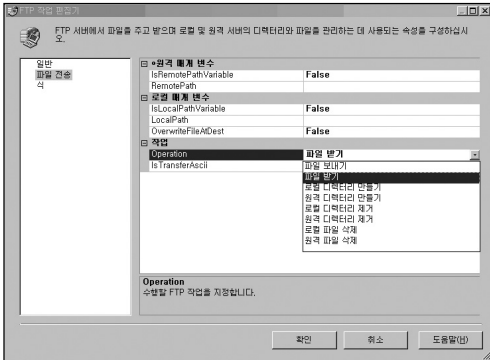 FTP 작업 편집기
FTP 서버에서 파일을 주고 받으며 로컬 및 원격 서버의 디렉터리와 파일을 관리하는 데 사용되는 속성을 구성하십시
오.
일반
파일 전송
식
원격 매개 변수
IsRemotePathVariable False
RemotePath
로컬 매개 변수
IsLocalPathVariable False
LocalPath
OverwriteFileAtDest False
작업
Operation 파일 받기
IsTransferAscii 파일 보내기
파일 받기
로컬 디렉터리 만들기
원격 디렉터리 만들기
로컬 디렉터리 제거
원격 디렉터리 제거
로컬 파일 삭제
원격 파일 삭제
Operation
수행할 FTP 작업을 지정합니다.
확인 취소 도움말(H)